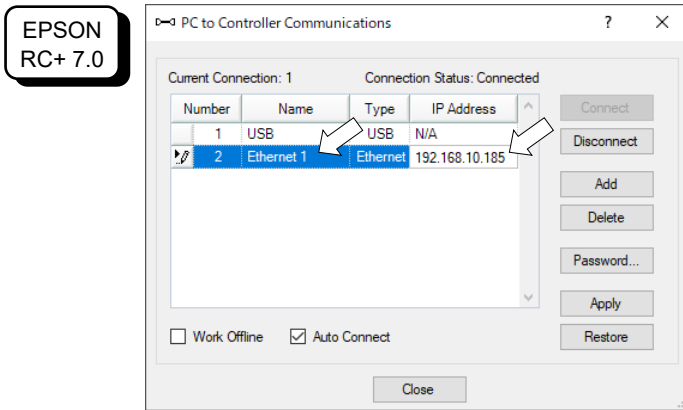 EPSON
RC+ 7.0
PC to Controller Communications ? ×
Current Connection: 1 Connection Status: Connected
Number Name Type IP Address
1 USB USB N/A
2 Ethernet 1 Ethernet 192.168.10.185
Connect
Disconnect
Add
Delete
Password...
Apply
Restore
Work Offline Auto Connect
Close